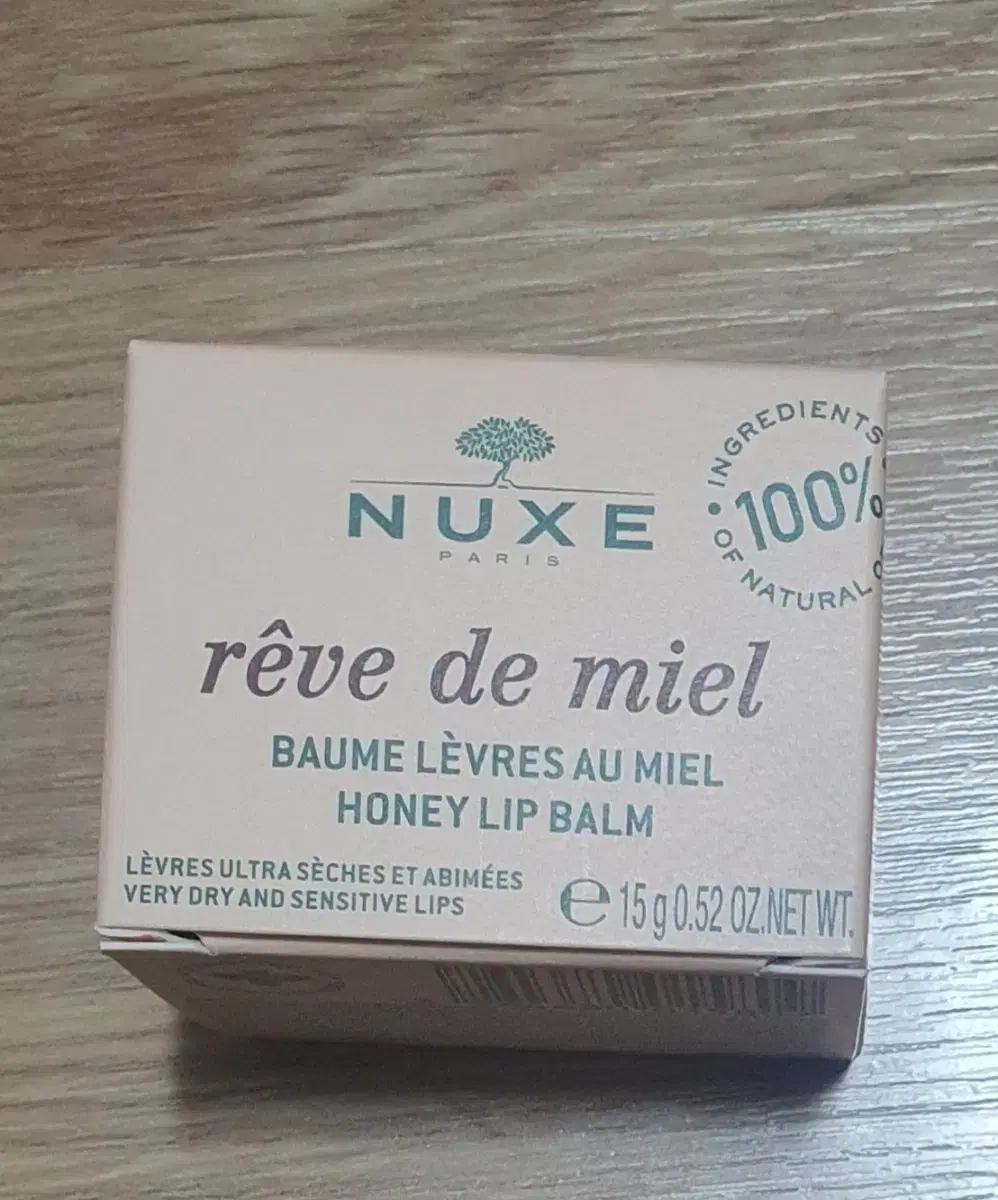 NUXE
PARIS
100%
INGREDIENTS
OF NATURAL
rêve de miel
BAUME LÈVRES AU MIEL
HONEY LIP BALM
LÈVRES ULTRA SÈCHES ET ABIMÉES
VERY DRY AND SENSITIVE LIPS
℮ 15 g 0.52 OZ.NET WT.